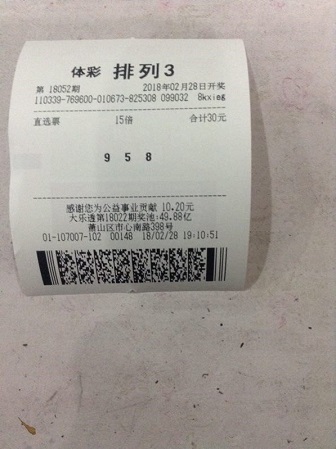 体彩 排列3
第 18052期 2018年02月28日开奖
110339-769600-010673-825308 099032 8kxieg
直选票 15倍 合计30元
9 5 8
感谢您为公益事业贡献 10.20元
大乐透第18022期奖池:49.88亿
萧山区市心南路398号
01-107007-102 00148 18/02/28 19:10:51